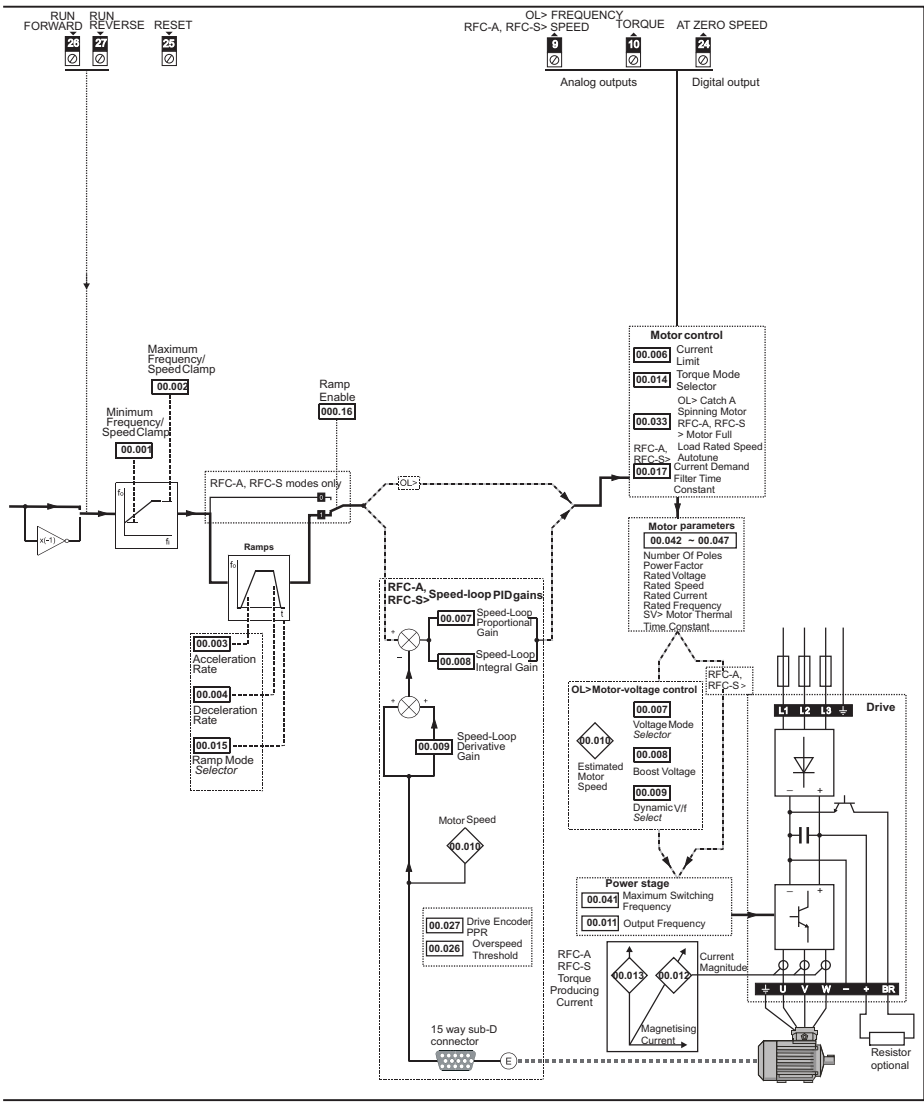 RUN
FORWARD
RUN
REVERSE
RESET
26
27
25
OL> FREQUENCY
RFC-A, RFC-S> SPEED
TORQUE
AT ZERO SPEED
9
10
24
Analog outputs
Digital output
Maximum
Frequency/
Speed Clamp
00.002
Minimum
Frequency/
Speed Clamp
00.001
Ramp
Enable
000.16
RFC-A, RFC-S modes only
0
1
OL>
x(-1)
fo
fi
Ramps
fo
t
00.003
Acceleration
Rate
00.004
Deceleration
Rate
00.015
Ramp Mode
Selector
RFC-A,
RFC-S>
Speed-loop PID gains
00.007
Speed-Loop
Proportional
Gain
00.008
Speed-Loop
Integral Gain
+
−
+
+
00.009
Speed-Loop
Derivative
Gain
Motor Speed
00.010
00.027
Drive Encoder
PPR
00.026
Overspeed
Threshold
15 way sub-D
connector
E
Motor control
00.006
Current
Limit
00.014
Torque Mode
Selector
00.033
OL> Catch A
Spinning Motor
RFC-A, RFC-S
> Motor Full
Load Rated Speed
Autotune
RFC-A,
RFC-S>
00.017
Current Demand
Filter Time
Constant
Motor parameters
00.042 ~ 00.047
Number Of Poles
Power Factor
Rated Voltage
Rated Speed
Rated Current
Rated Frequency
SV> Motor Thermal
Time Constant
RFC-A,
RFC-S >
OL>Motor-voltage control
00.007
Voltage Mode
Selector
00.010
Estimated
Motor
Speed
00.008
Boost Voltage
00.009
Dynamic V/f
Select
Power stage
00.041
Maximum Switching
Frequency
00.011
Output Frequency
RFC-A
RFC-S
Torque
Producing
Current
00.013
00.012
Current
Magnitude
Magnetising
Current
L1 L2 L3
Drive
− +
− +
U V W − + BR
Resistor
optional